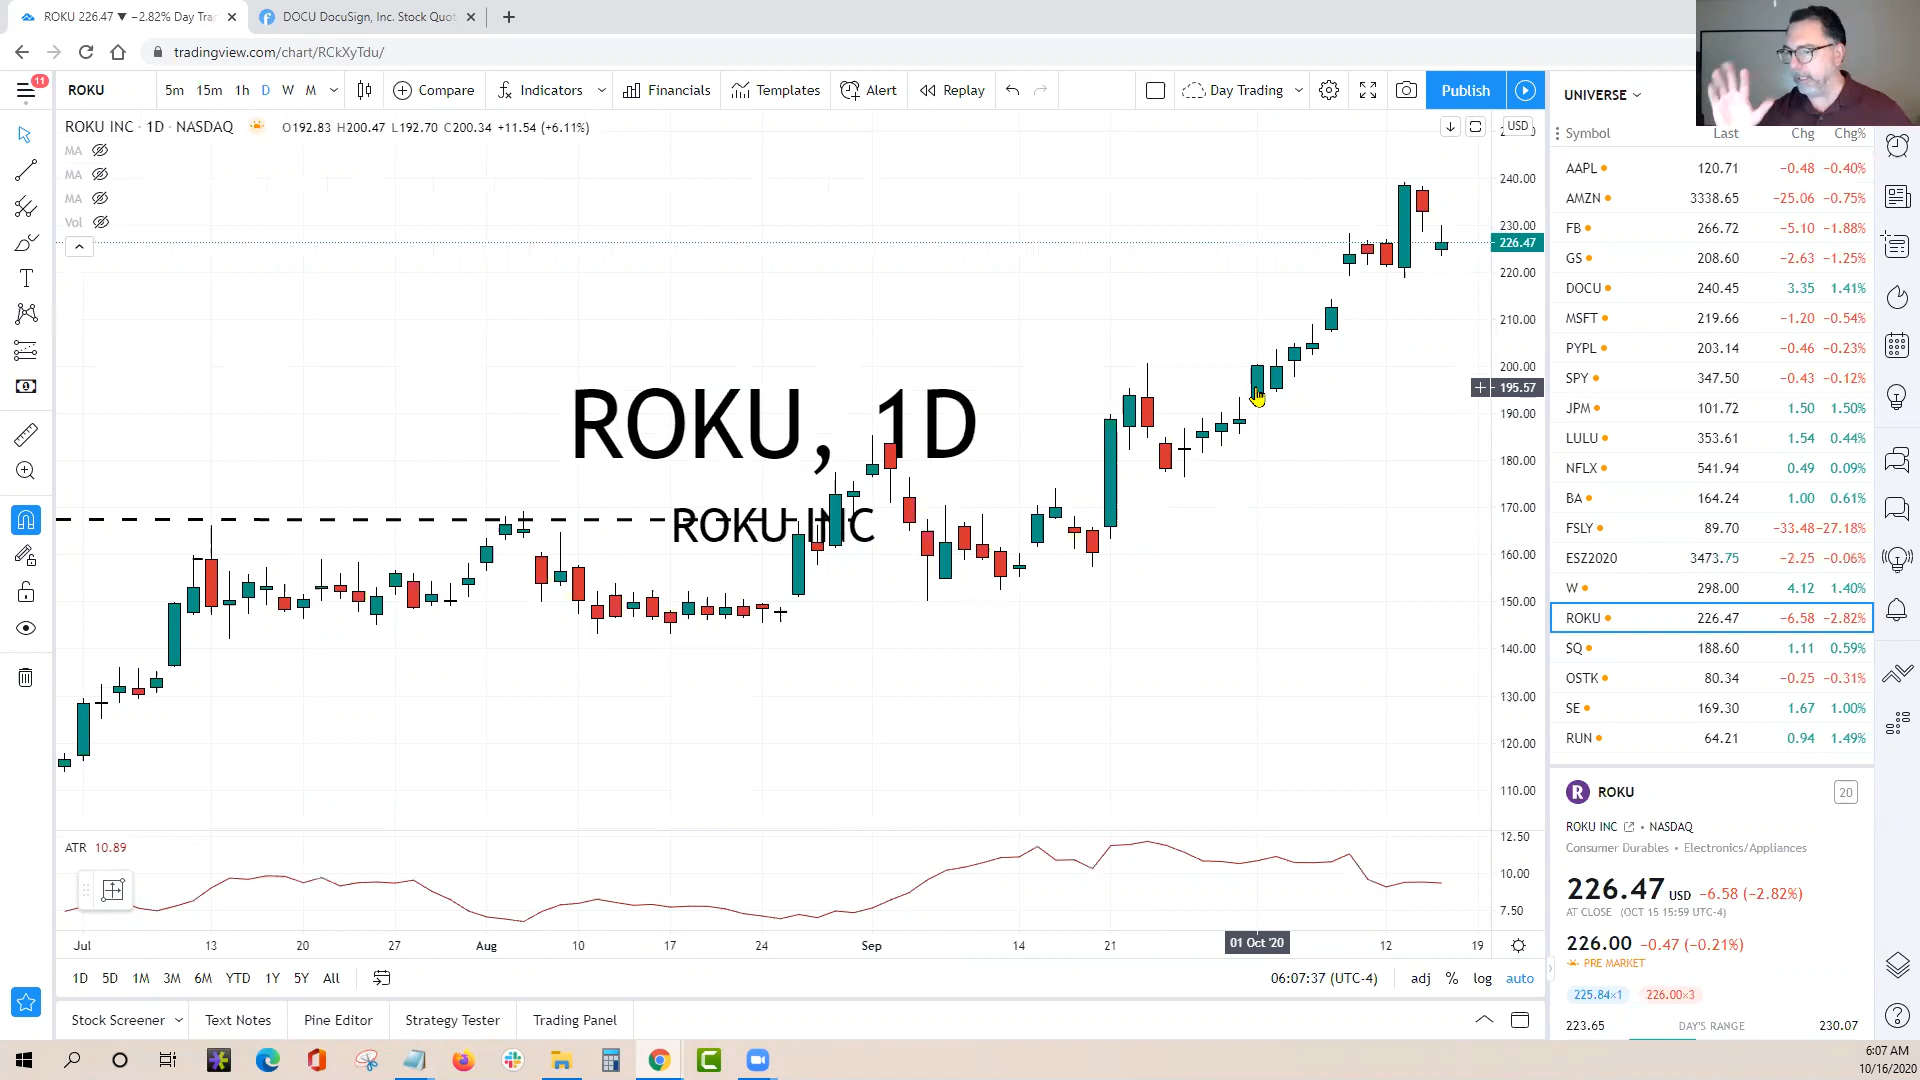 ROKU 226.47 ▼ −2.82% Day Tra
DOCU DocuSign, Inc. Stock Quot
tradingview.com/chart/RCkXyTdu/
11
ROKU
5m 15m 1h D W M
Compare
Indicators
Financials
Templates
Alert
Replay
Day Trading
Publish
UNIVERSE
ROKU INC · 1D · NASDAQ
O192.83 H200.47 L192.70 C200.34 +11.54 (+6.11%)
USD
MA
MA
MA
Vol
Symbol Last Chg Chg%
AAPL 120.71 −0.48 −0.40%
AMZN 3338.65 −25.06 −0.75%
FB 266.72 −5.10 −1.88%
GS 208.60 −2.63 −1.25%
DOCU 240.45 3.35 1.41%
MSFT 219.66 −1.20 −0.54%
PYPL 203.14 −0.46 −0.23%
SPY 347.50 −0.43 −0.12%
JPM 101.72 1.50 1.50%
LULU 353.61 1.54 0.44%
NFLX 541.94 0.49 0.09%
BA 164.24 1.00 0.61%
FSLY 89.70 −33.48 −27.18%
ESZ2020 3473.75 −2.25 −0.06%
W 298.00 4.12 1.40%
ROKU 226.47 −6.58 −2.82%
SQ 188.60 1.11 0.59%
OSTK 80.34 −0.25 −0.31%
SE 169.30 1.67 1.00%
RUN 64.21 0.94 1.49%
240.00
230.00
226.47
220.00
210.00
200.00
195.57
190.00
180.00
170.00
160.00
150.00
140.00
130.00
120.00
110.00
ROKU, 1D
ROKU INC
ATR 10.89
12.50
10.00
7.50
Jul 13 20 27 Aug 10 17 24 Sep 14 21 01 Oct '20 12 19
1D 5D 1M 3M 6M YTD 1Y 5Y All
06:07:37 (UTC-4)
adj % log auto
Stock Screener
Text Notes
Pine Editor
Strategy Tester
Trading Panel
R ROKU 20
ROKU INC • NASDAQ
Consumer Durables • Electronics/Appliances
226.47 USD −6.58 (−2.82%)
AT CLOSE (OCT 15 15:59 UTC-4)
226.00 −0.47 (−0.21%)
PRE MARKET
225.84×1 226.00×3
223.65 DAY'S RANGE 230.07
6:07 AM
10/16/2020